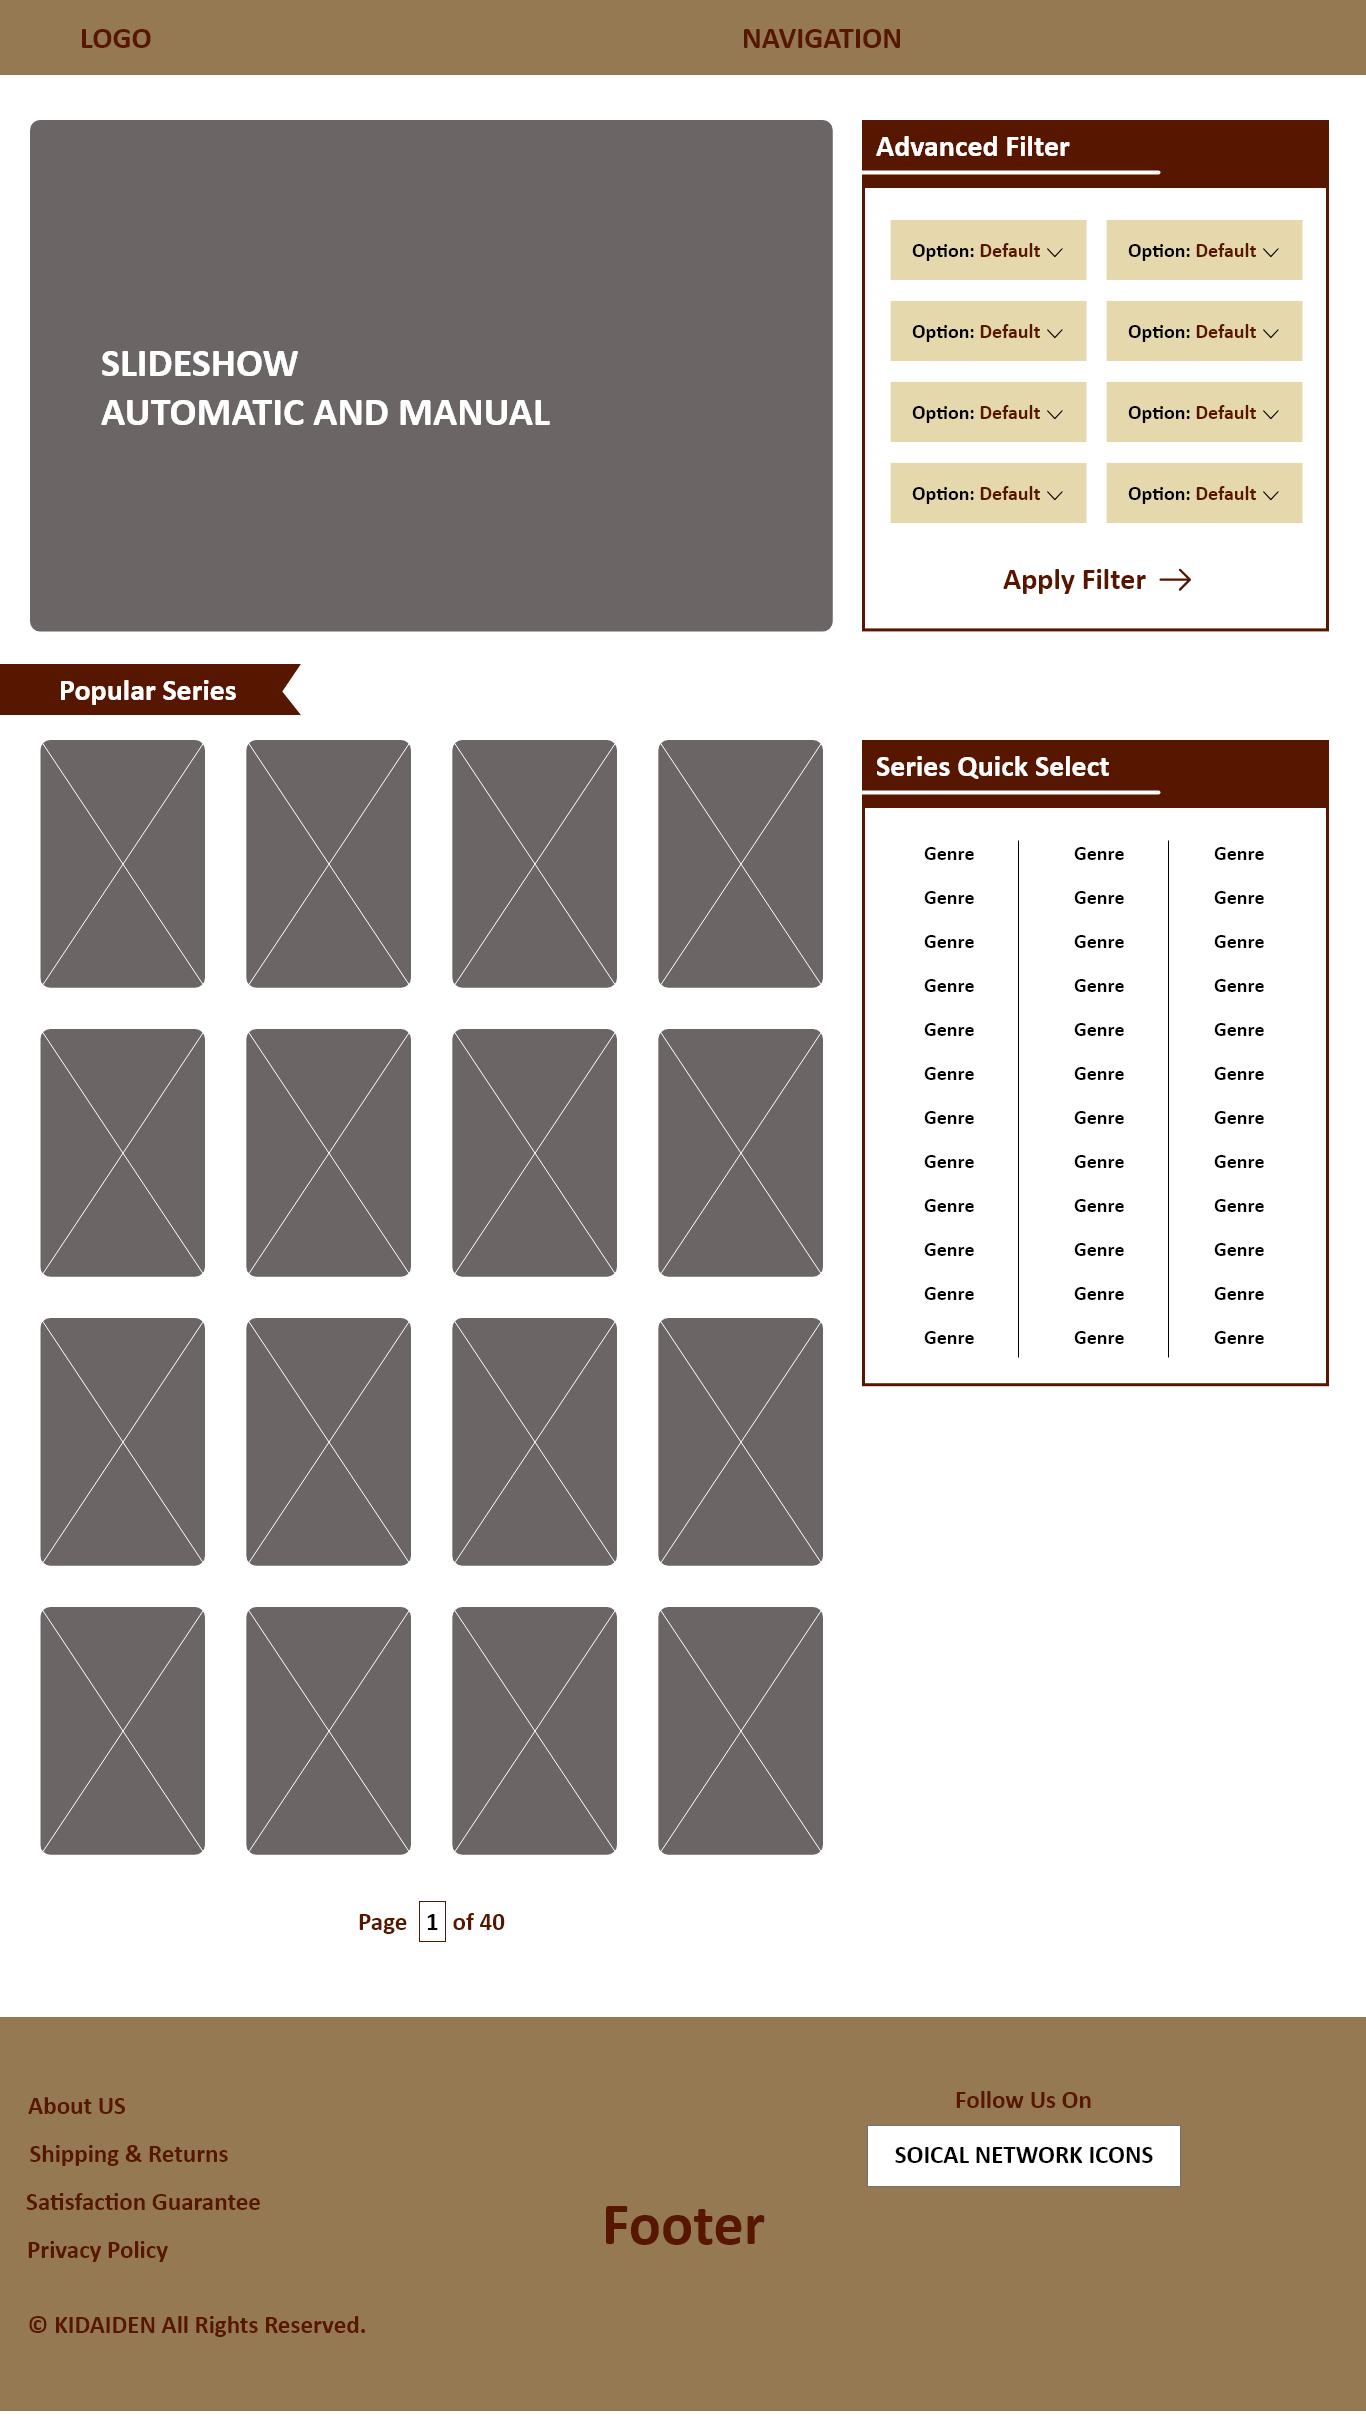 LOGO
NAVIGATION
SLIDESHOW
AUTOMATIC AND MANUAL
Advanced Filter
Option: Default
Option: Default
Option: Default
Option: Default
Option: Default
Option: Default
Option: Default
Option: Default
Apply Filter
Popular Series
Series Quick Select
Genre Genre Genre
Genre Genre Genre
Genre Genre Genre
Genre Genre Genre
Genre Genre Genre
Genre Genre Genre
Genre Genre Genre
Genre Genre Genre
Genre Genre Genre
Genre Genre Genre
Genre Genre Genre
Genre Genre Genre
Page 1 of 40
About US
Shipping & Returns
Satisfaction Guarantee
Privacy Policy
© KIDAIDEN All Rights Reserved.
Footer
Follow Us On
SOICAL NETWORK ICONS